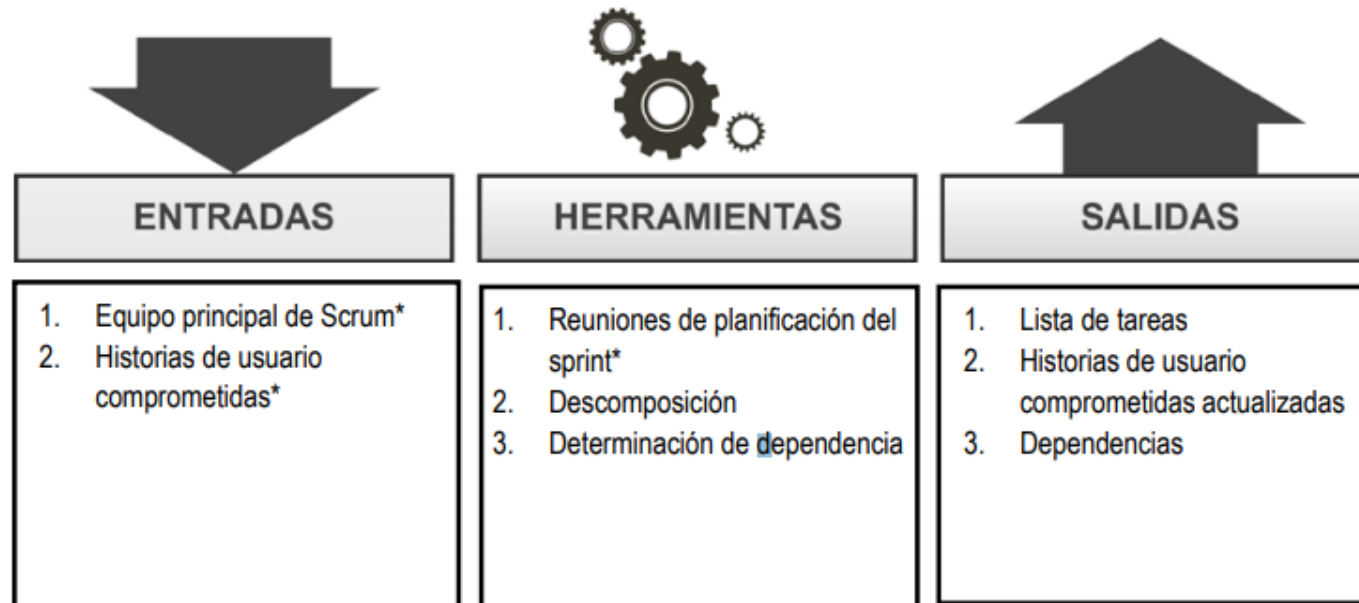 ENTRADAS
1. Equipo principal de Scrum*
2. Historias de usuario
comprometidas*
HERRAMIENTAS
1. Reuniones de planificación del
sprint*
2. Descomposición
3. Determinación de dependencia
SALIDAS
1. Lista de tareas
2. Historias de usuario
comprometidas actualizadas
3. Dependencias